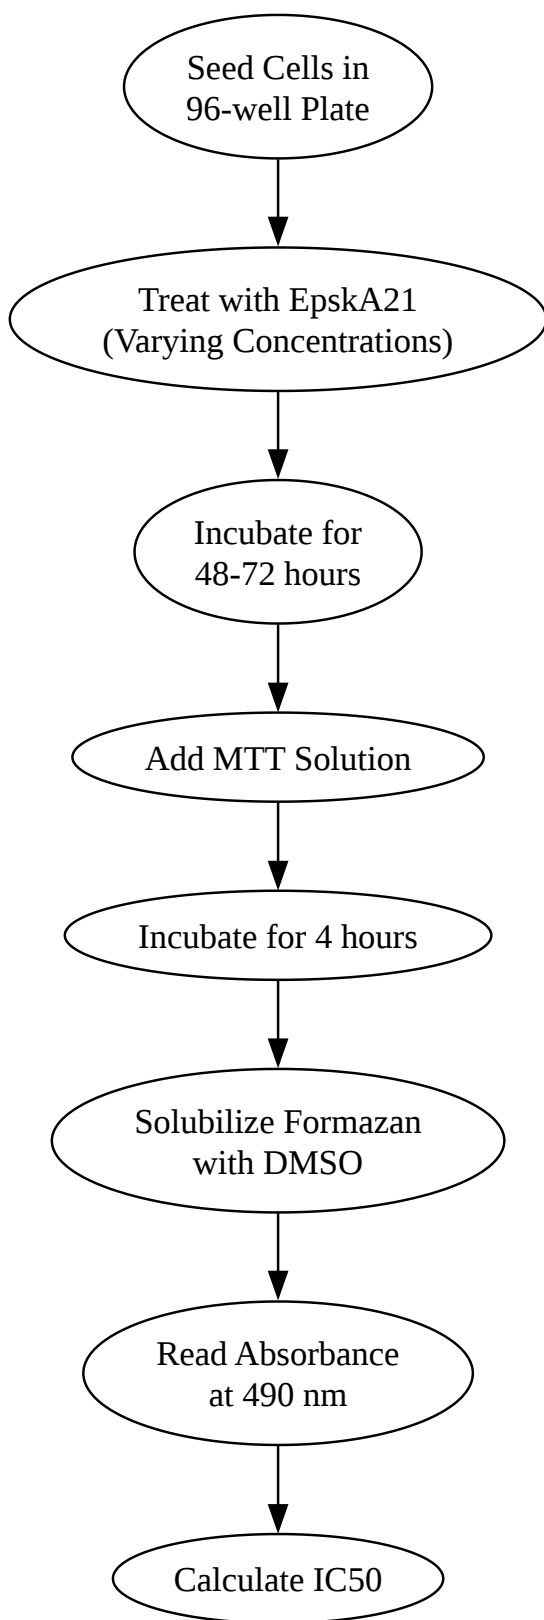 Seed Cells in
96-well Plate
Treat with EpskA21
(Varying Concentrations)
Incubate for
48-72 hours
Add MTT Solution
Incubate for 4 hours
Solubilize Formazan
with DMSO
Read Absorbance
at 490 nm
Calculate IC50